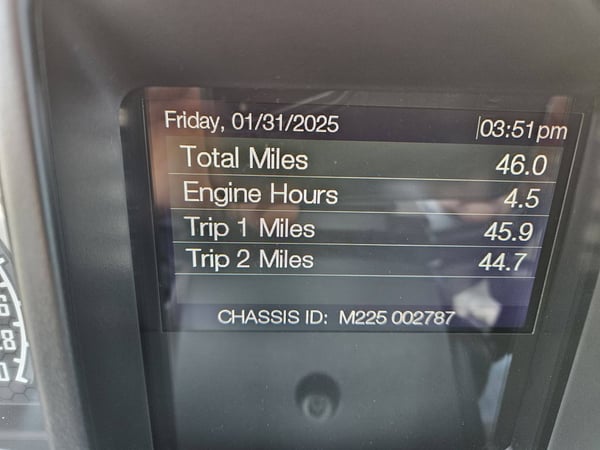 Friday, 01/31/2025 03:51pm
Total Miles 46.0
Engine Hours 4.5
Trip 1 Miles 45.9
Trip 2 Miles 44.7
CHASSIS ID: M225 002787